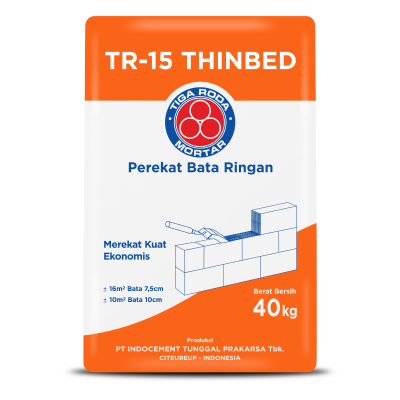 TR-15 THINBED
TIGA RODA
MORTAR
Perekat Bata Ringan
Merekat Kuat
Ekonomis
± 16m² Bata 7,5cm
± 10m² Bata 10cm
Berat Bersih
40kg
Produksi
PT INDOCEMENT TUNGGAL PRAKARSA Tbk.
CITEUREUP - INDONESIA